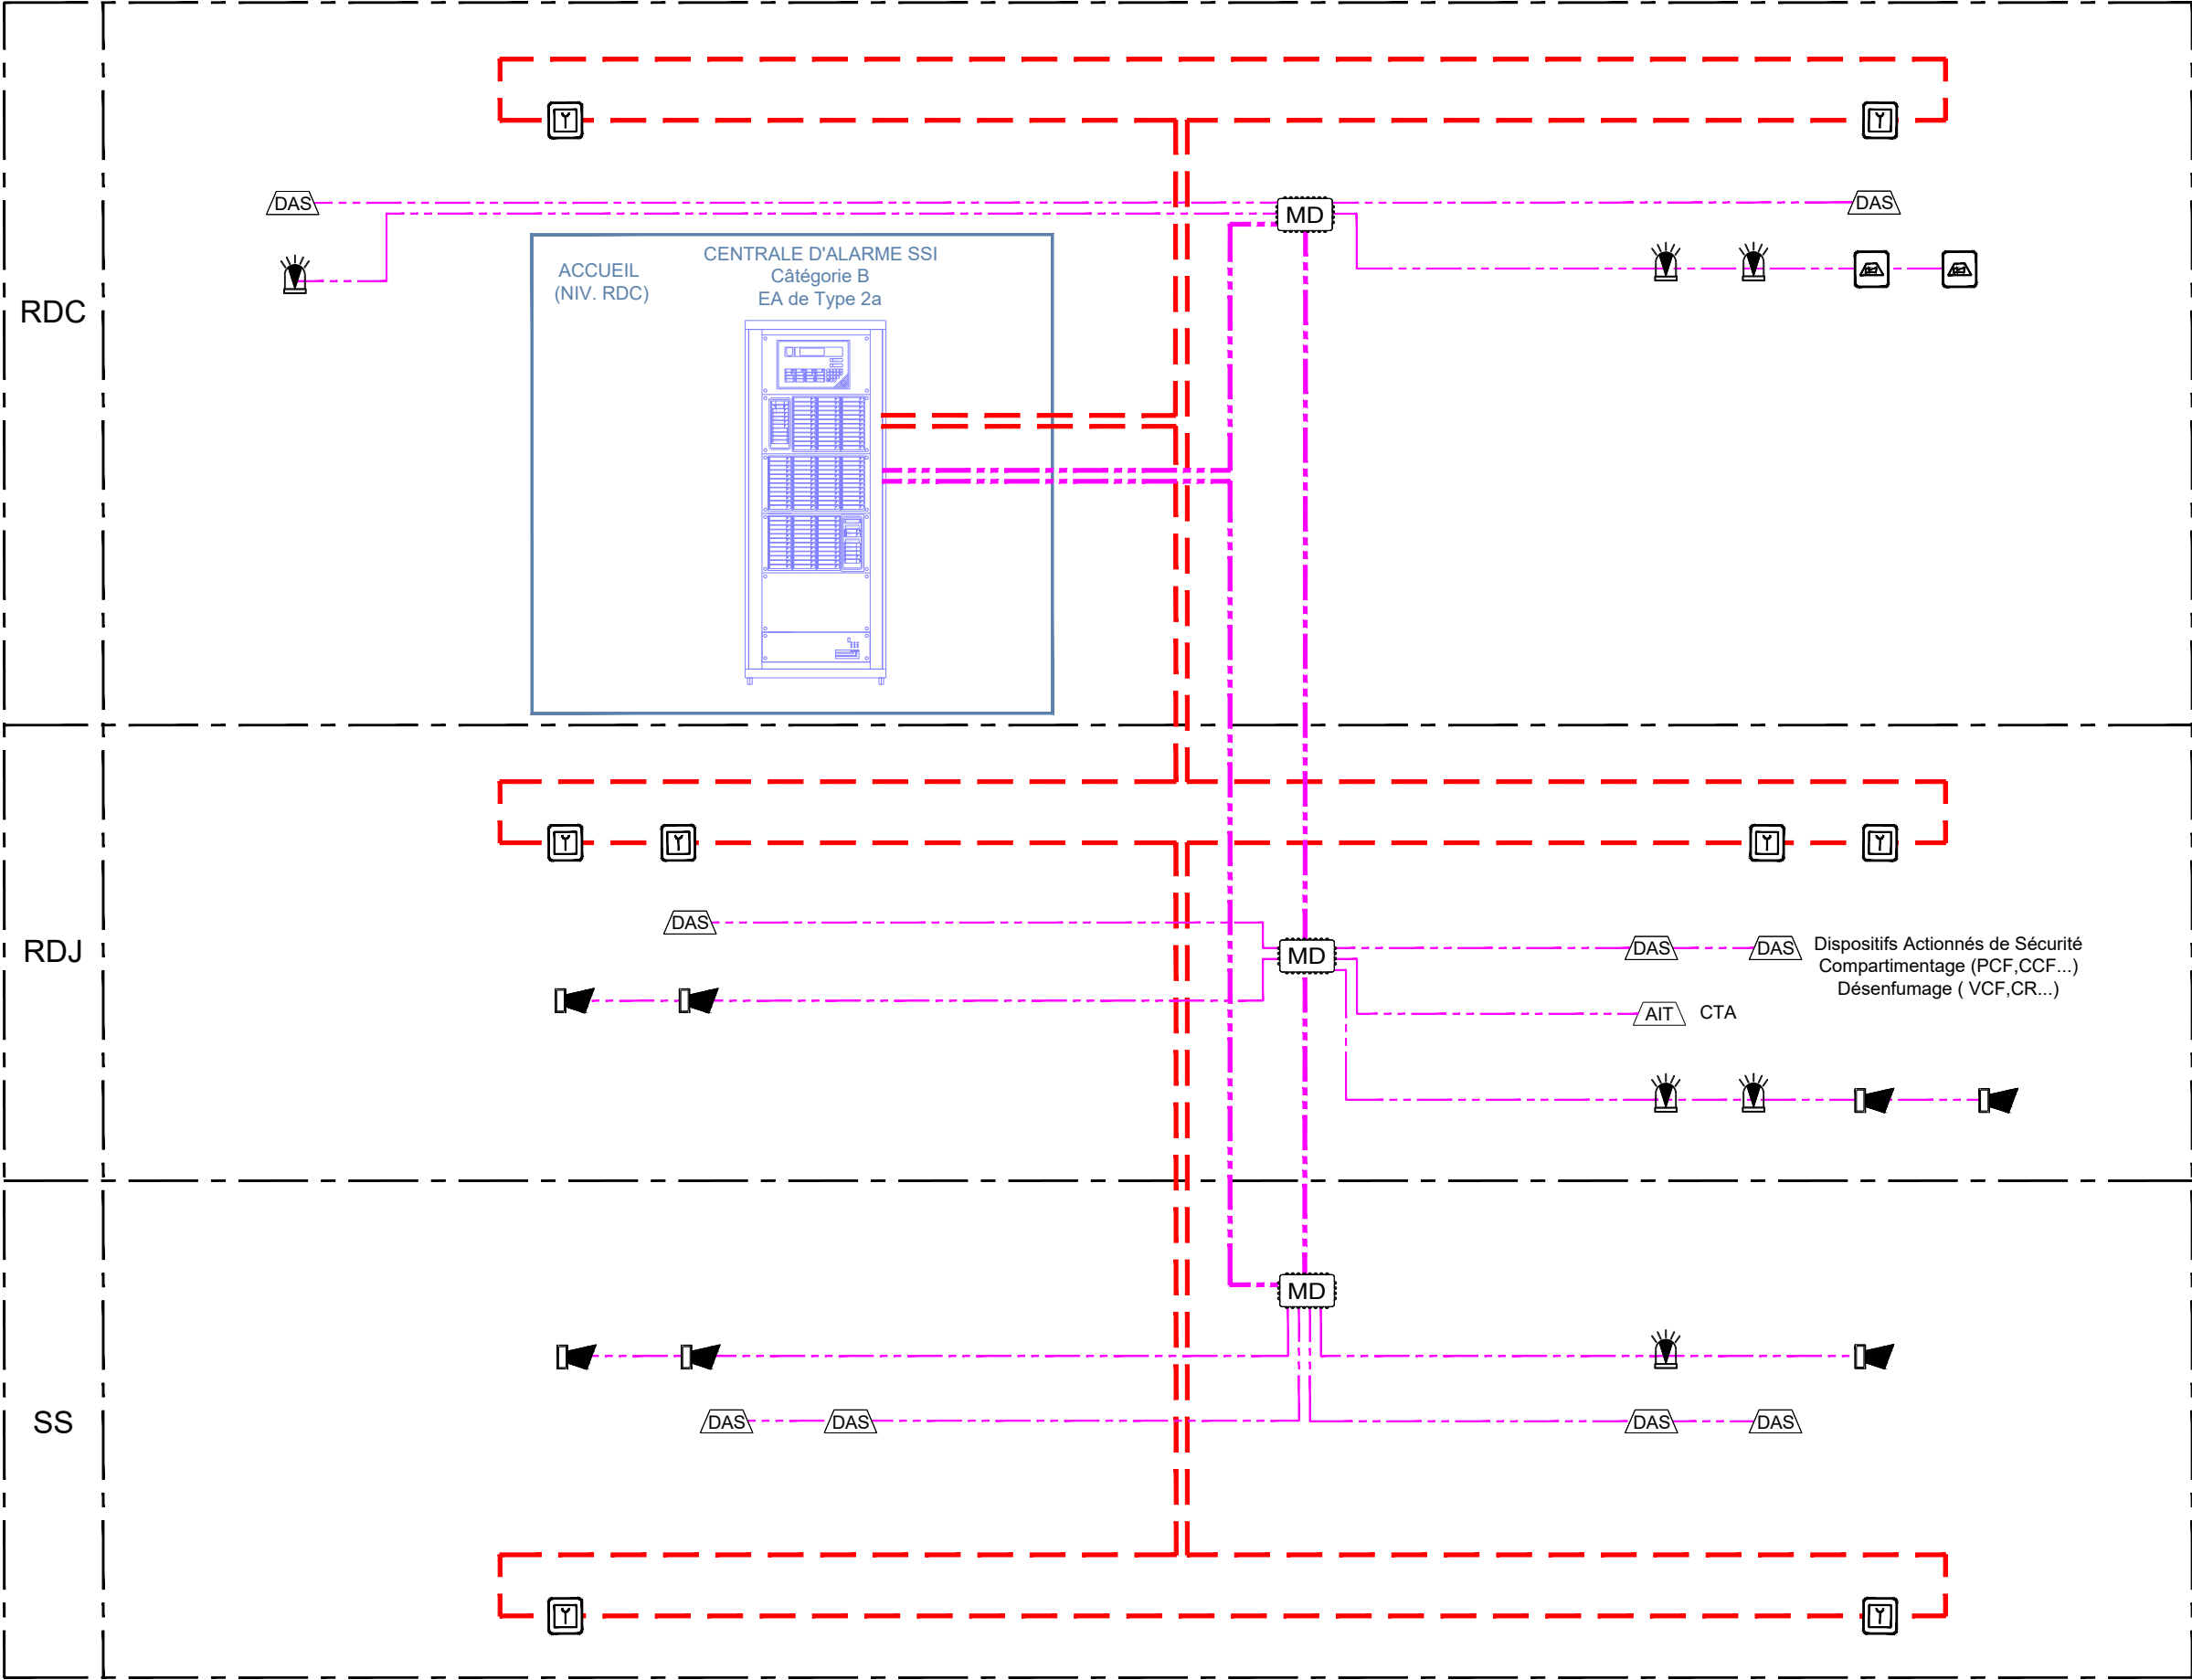 RDC
DAS
MD
DAS
ACCUEIL
(NIV. RDC)
CENTRALE D'ALARME SSI
Câtégorie B
EA de Type 2a
RDJ
DAS
MD
DAS
DAS
Dispositifs Actionnés de Sécurité
Compartimentage (PCF,CCF...)
Désenfumage ( VCF,CR...)
AIT
CTA
SS
MD
DAS
DAS
DAS
DAS